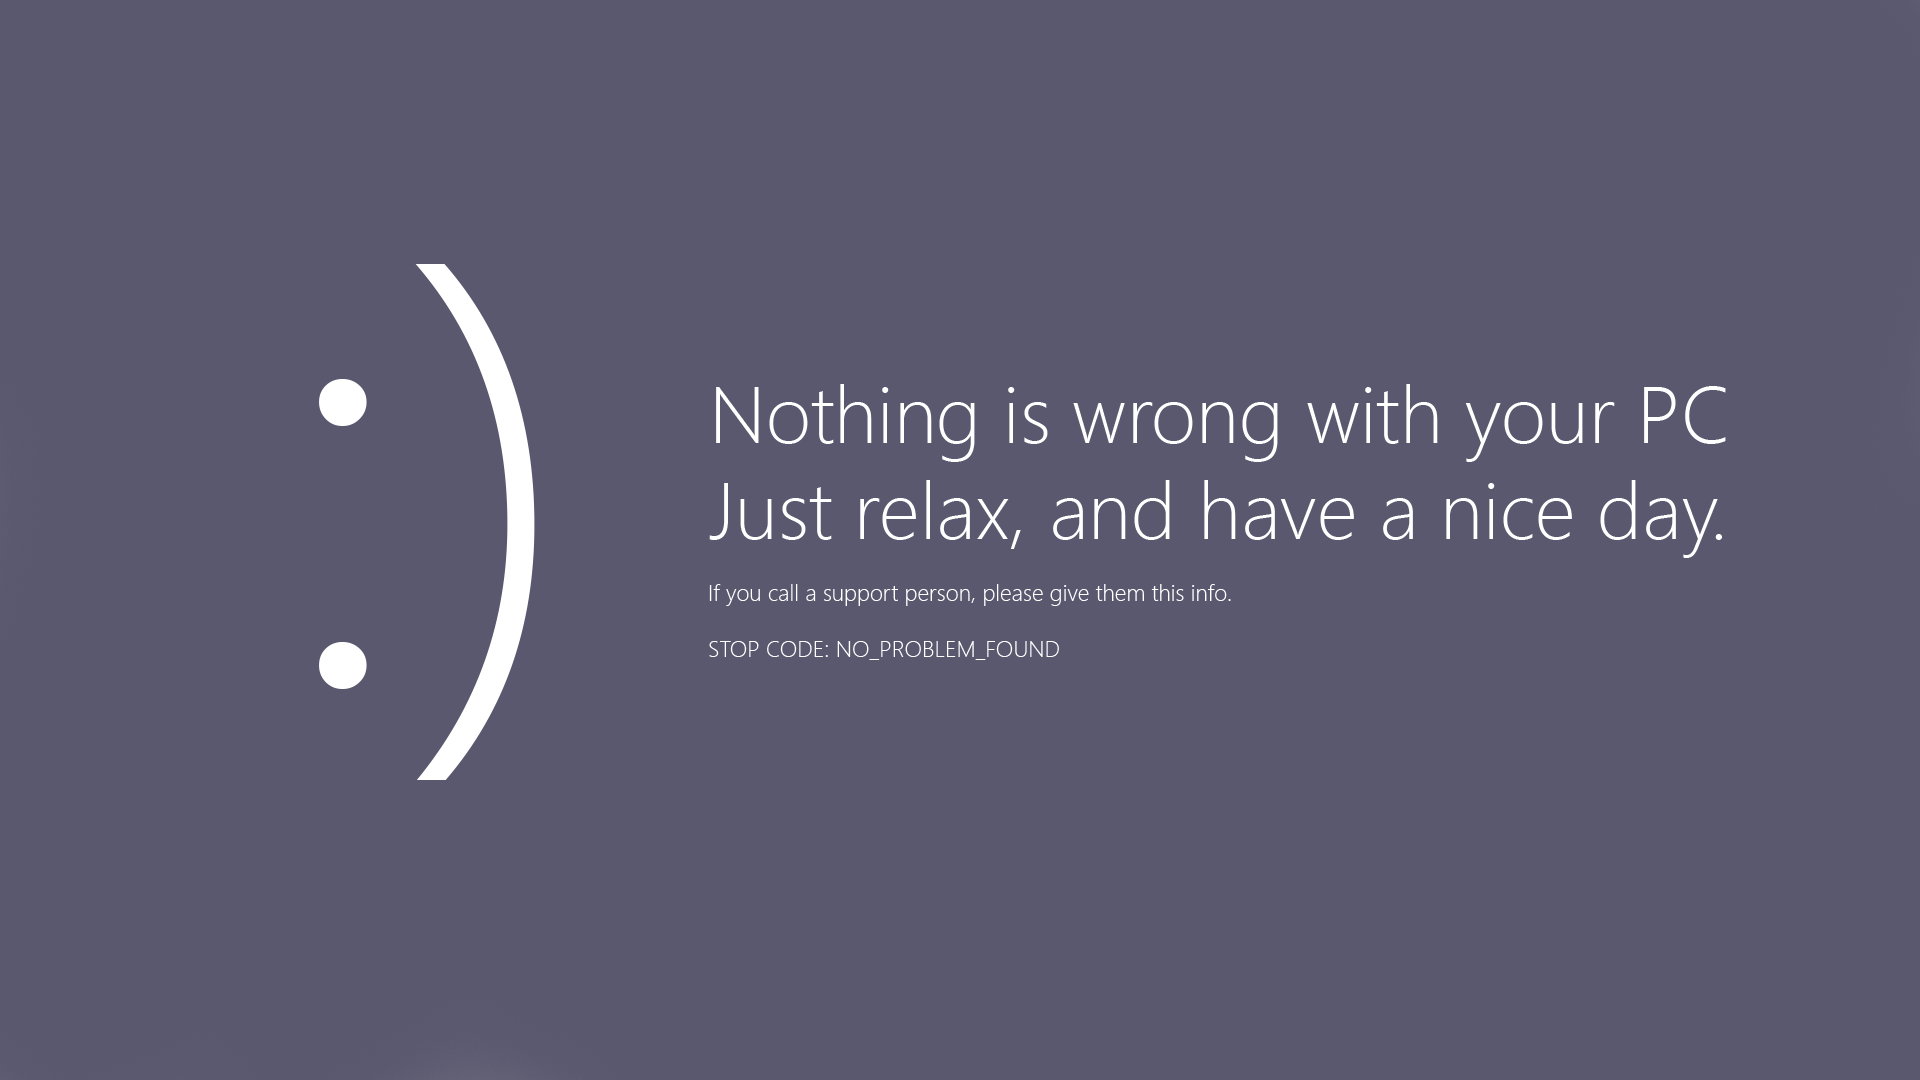 :)
Nothing is wrong with your PC
Just relax, and have a nice day.
If you call a support person, please give them this info.
STOP CODE: NO_PROBLEM_FOUND